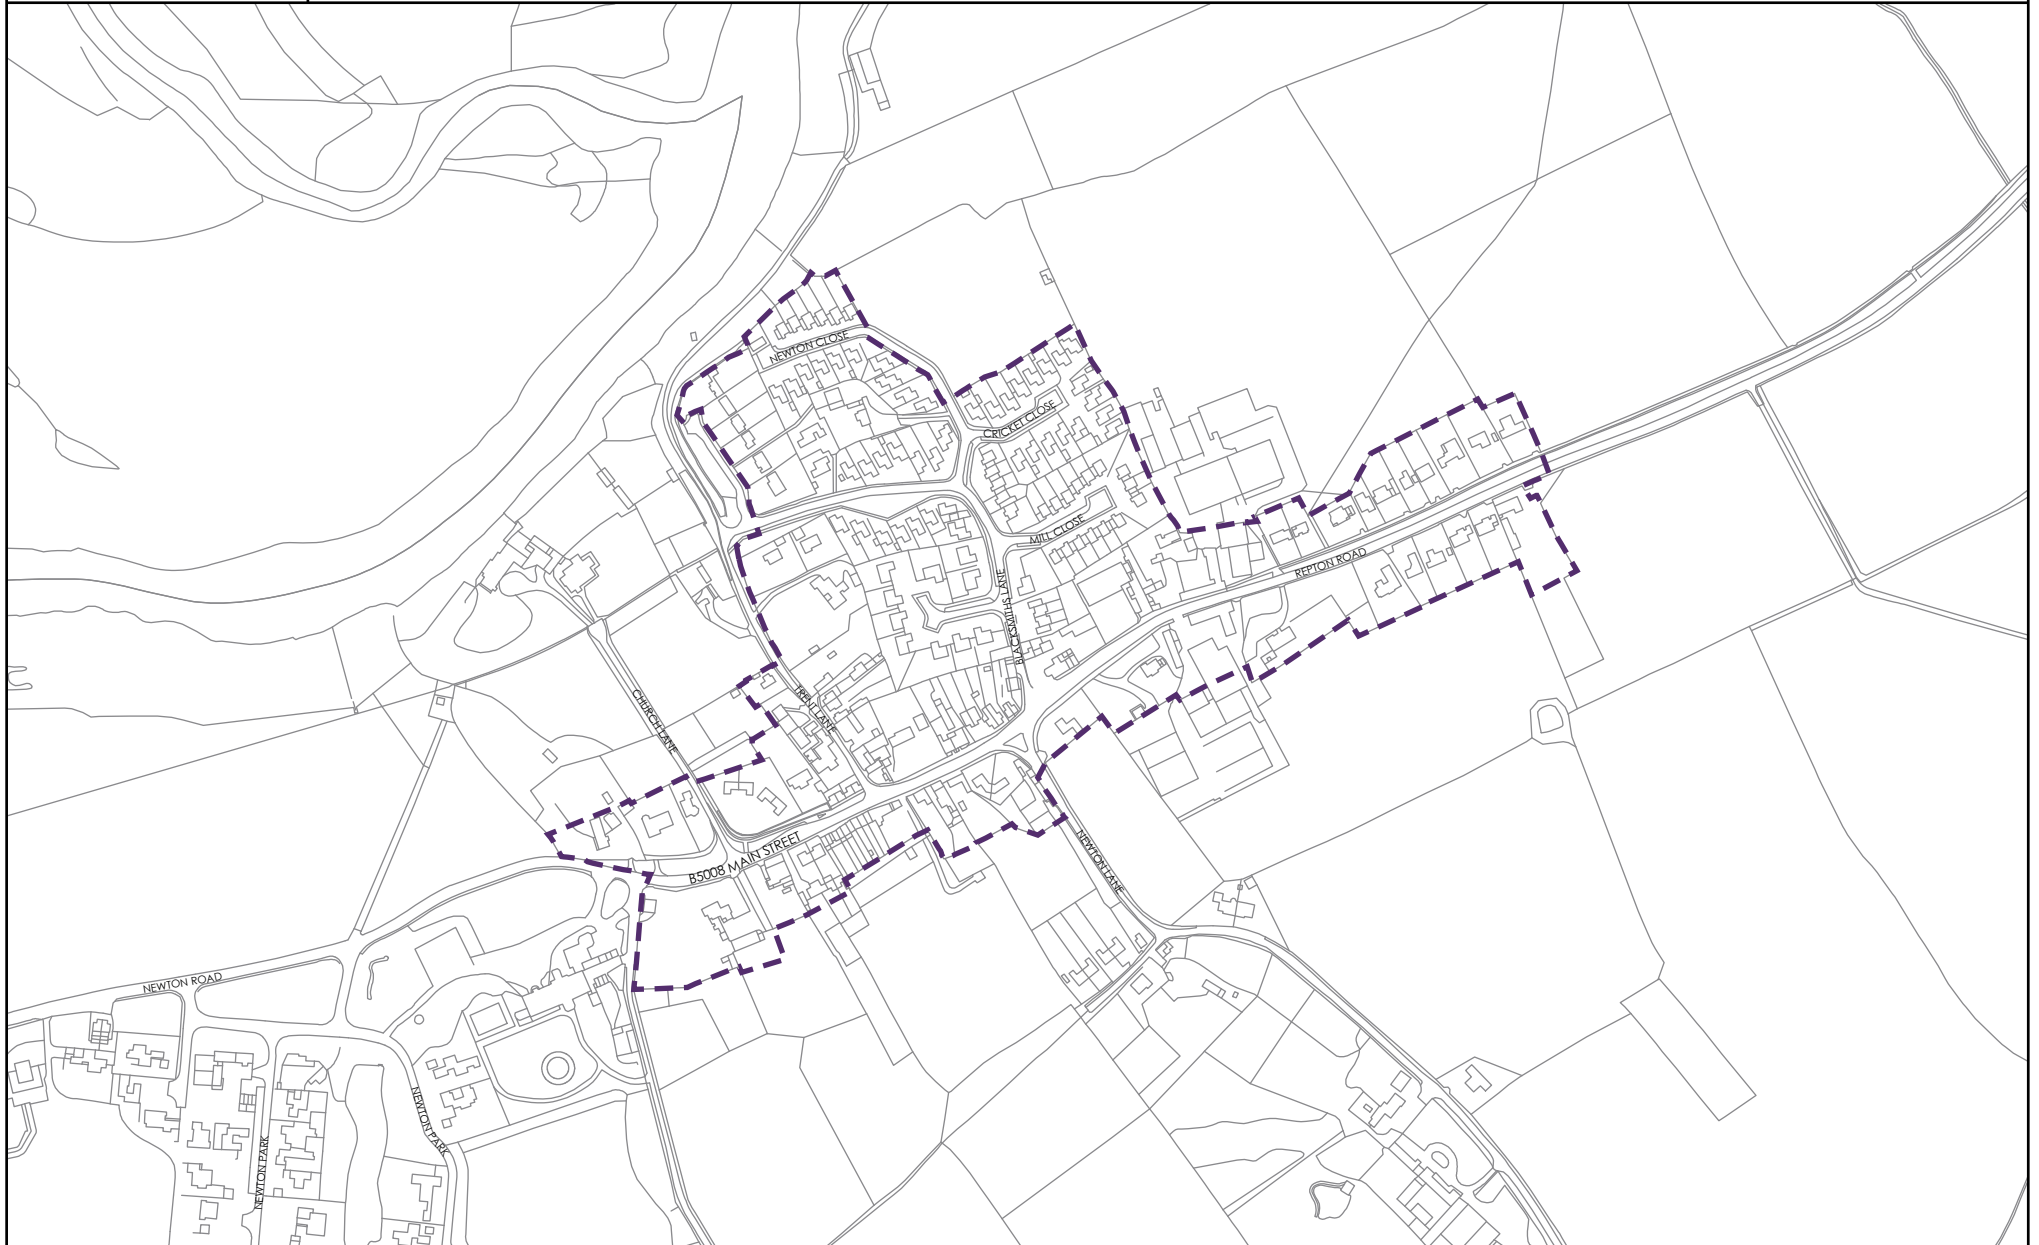 NEWTON CLOSE
CRICKET CLOSE
MILL CLOSE
REPTON ROAD
BLACKSMITHS LANE
TRENT LANE
CHURCH LANE
B5008 MAIN STREET
NEWTON LANE
NEWTON ROAD
NEWTON PARK
NEWTON PARK